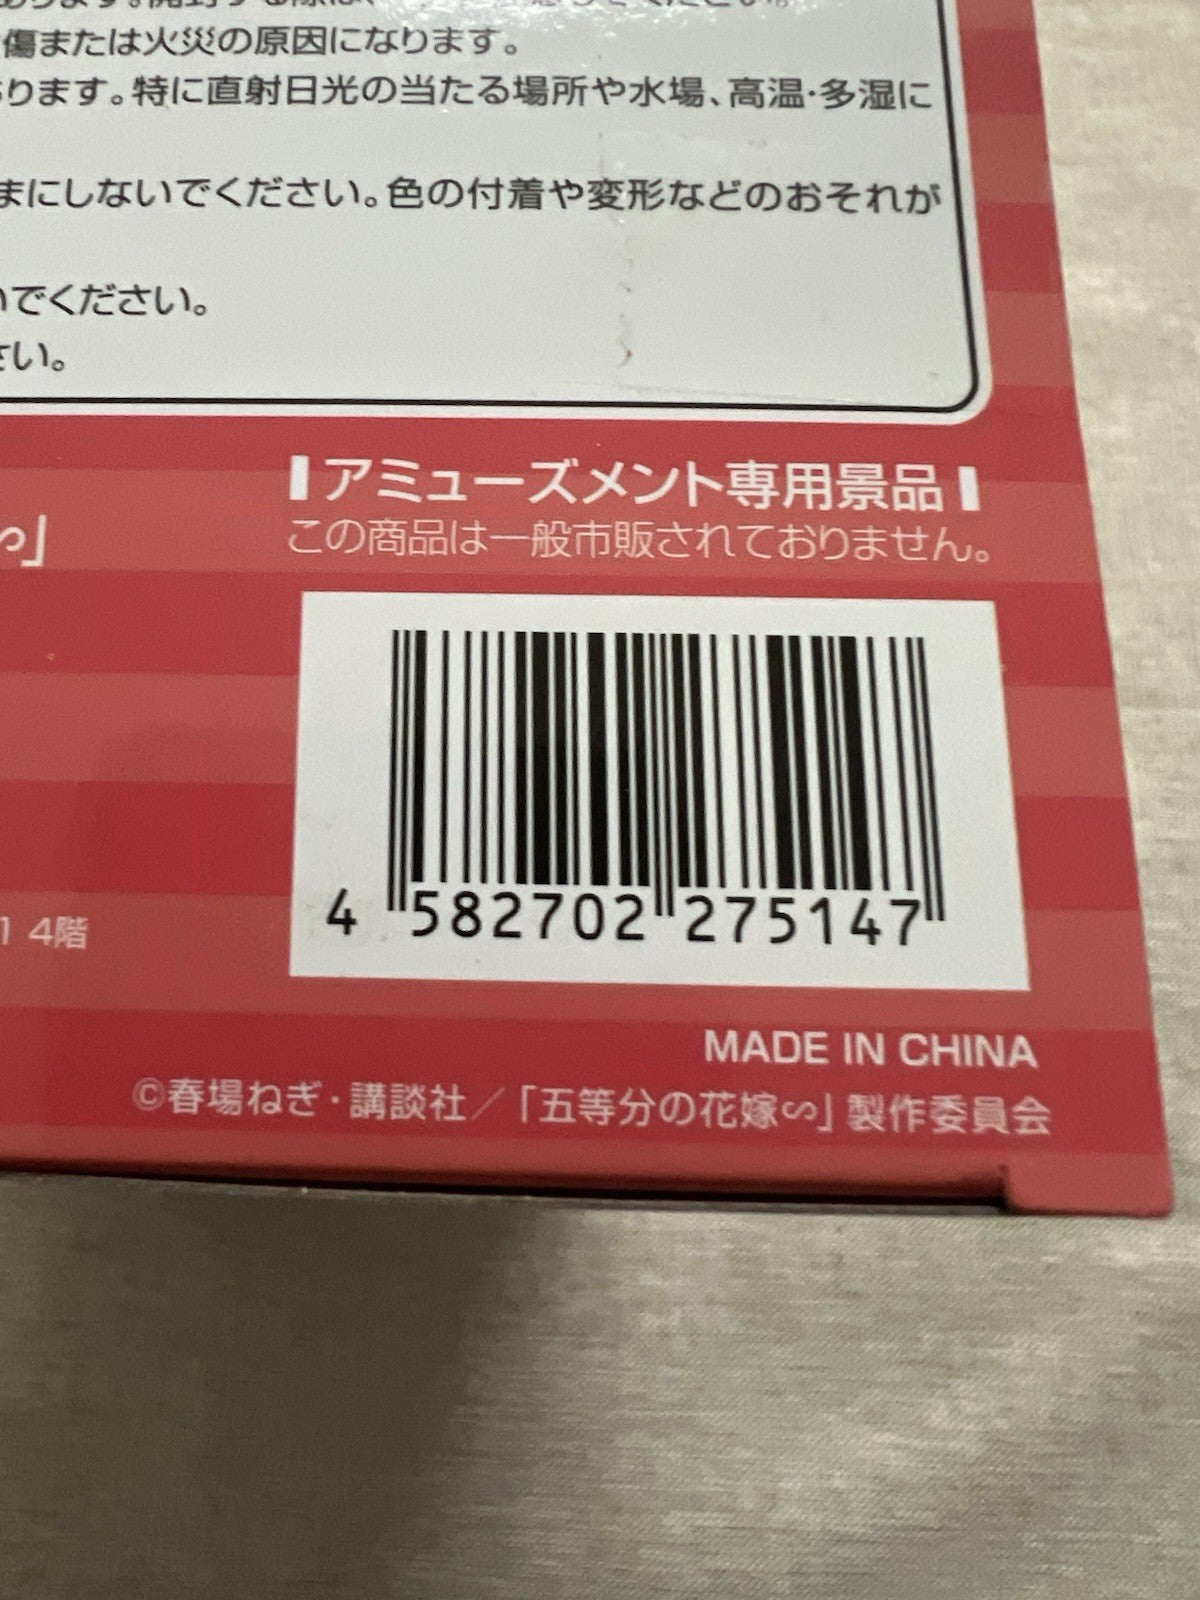 傷または火災の原因になります。
ります。特に直射日光の当たる場所や水場、高温・多湿に
まにしないでください。色の付着や変形などのおそれが
いでください。
さい。
アミューズメント専用景品
この商品は一般市販されておりません。
∽」
4 582702 275147
1 4階
MADE IN CHINA
©春場ねぎ・講談社／「五等分の花嫁∽」製作委員会